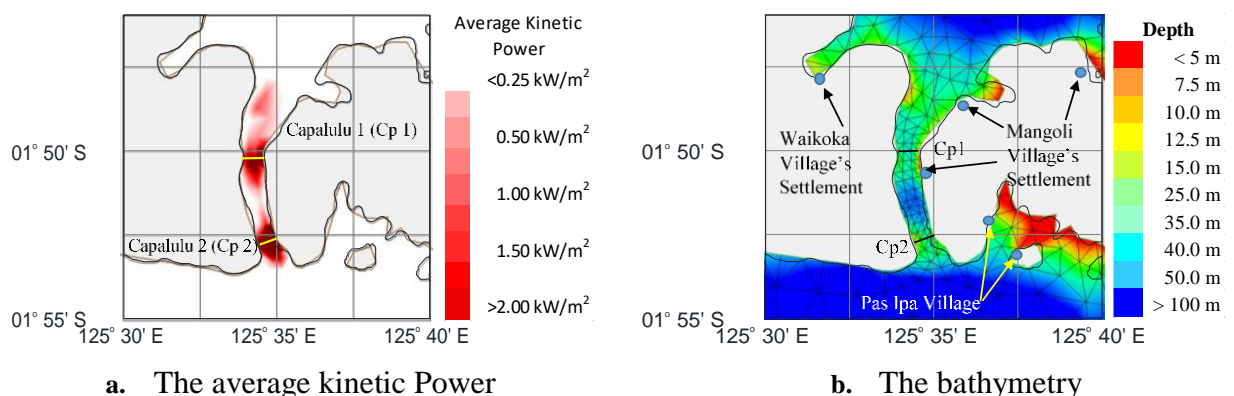 Average Kinetic
Power
<0.25 kW/m²
0.50 kW/m²
1.00 kW/m²
1.50 kW/m²
>2.00 kW/m²
Capalulu 1 (Cp 1)
Capalulu 2 (Cp 2)
01° 50' S
01° 55' S
125° 30' E
125° 35' E
125° 40' E
a. The average kinetic Power
Depth
< 5 m
7.5 m
10.0 m
12.5 m
15.0 m
25.0 m
35.0 m
40.0 m
50.0 m
> 100 m
Waikoka
Village's
Settlement
Mangoli
Village's
Settlement
Cp1
Cp2
Pas Ipa Village
01° 50' S
01° 55' S
125° 30' E
125° 35' E
125° 40' E
b. The bathymetry